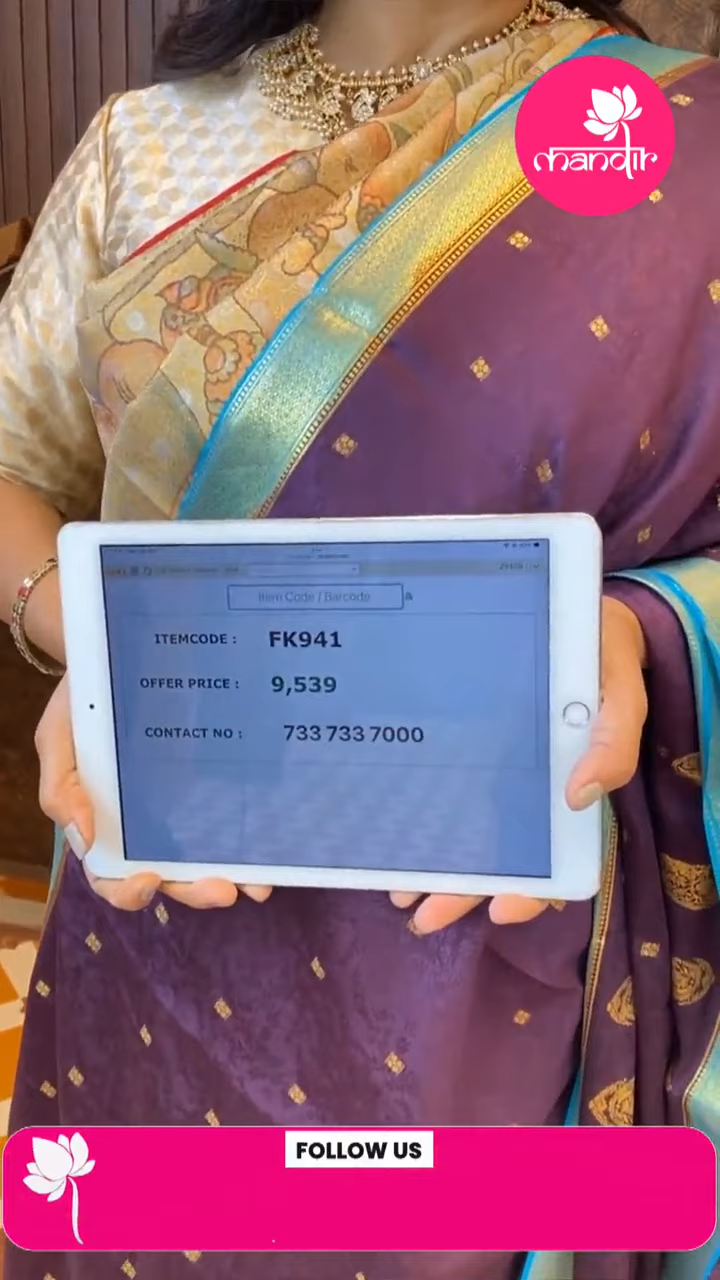 mandir
Item Code / Barcode
ITEMCODE : FK941
OFFER PRICE : 9,539
CONTACT NO : 733 733 7000
FOLLOW US